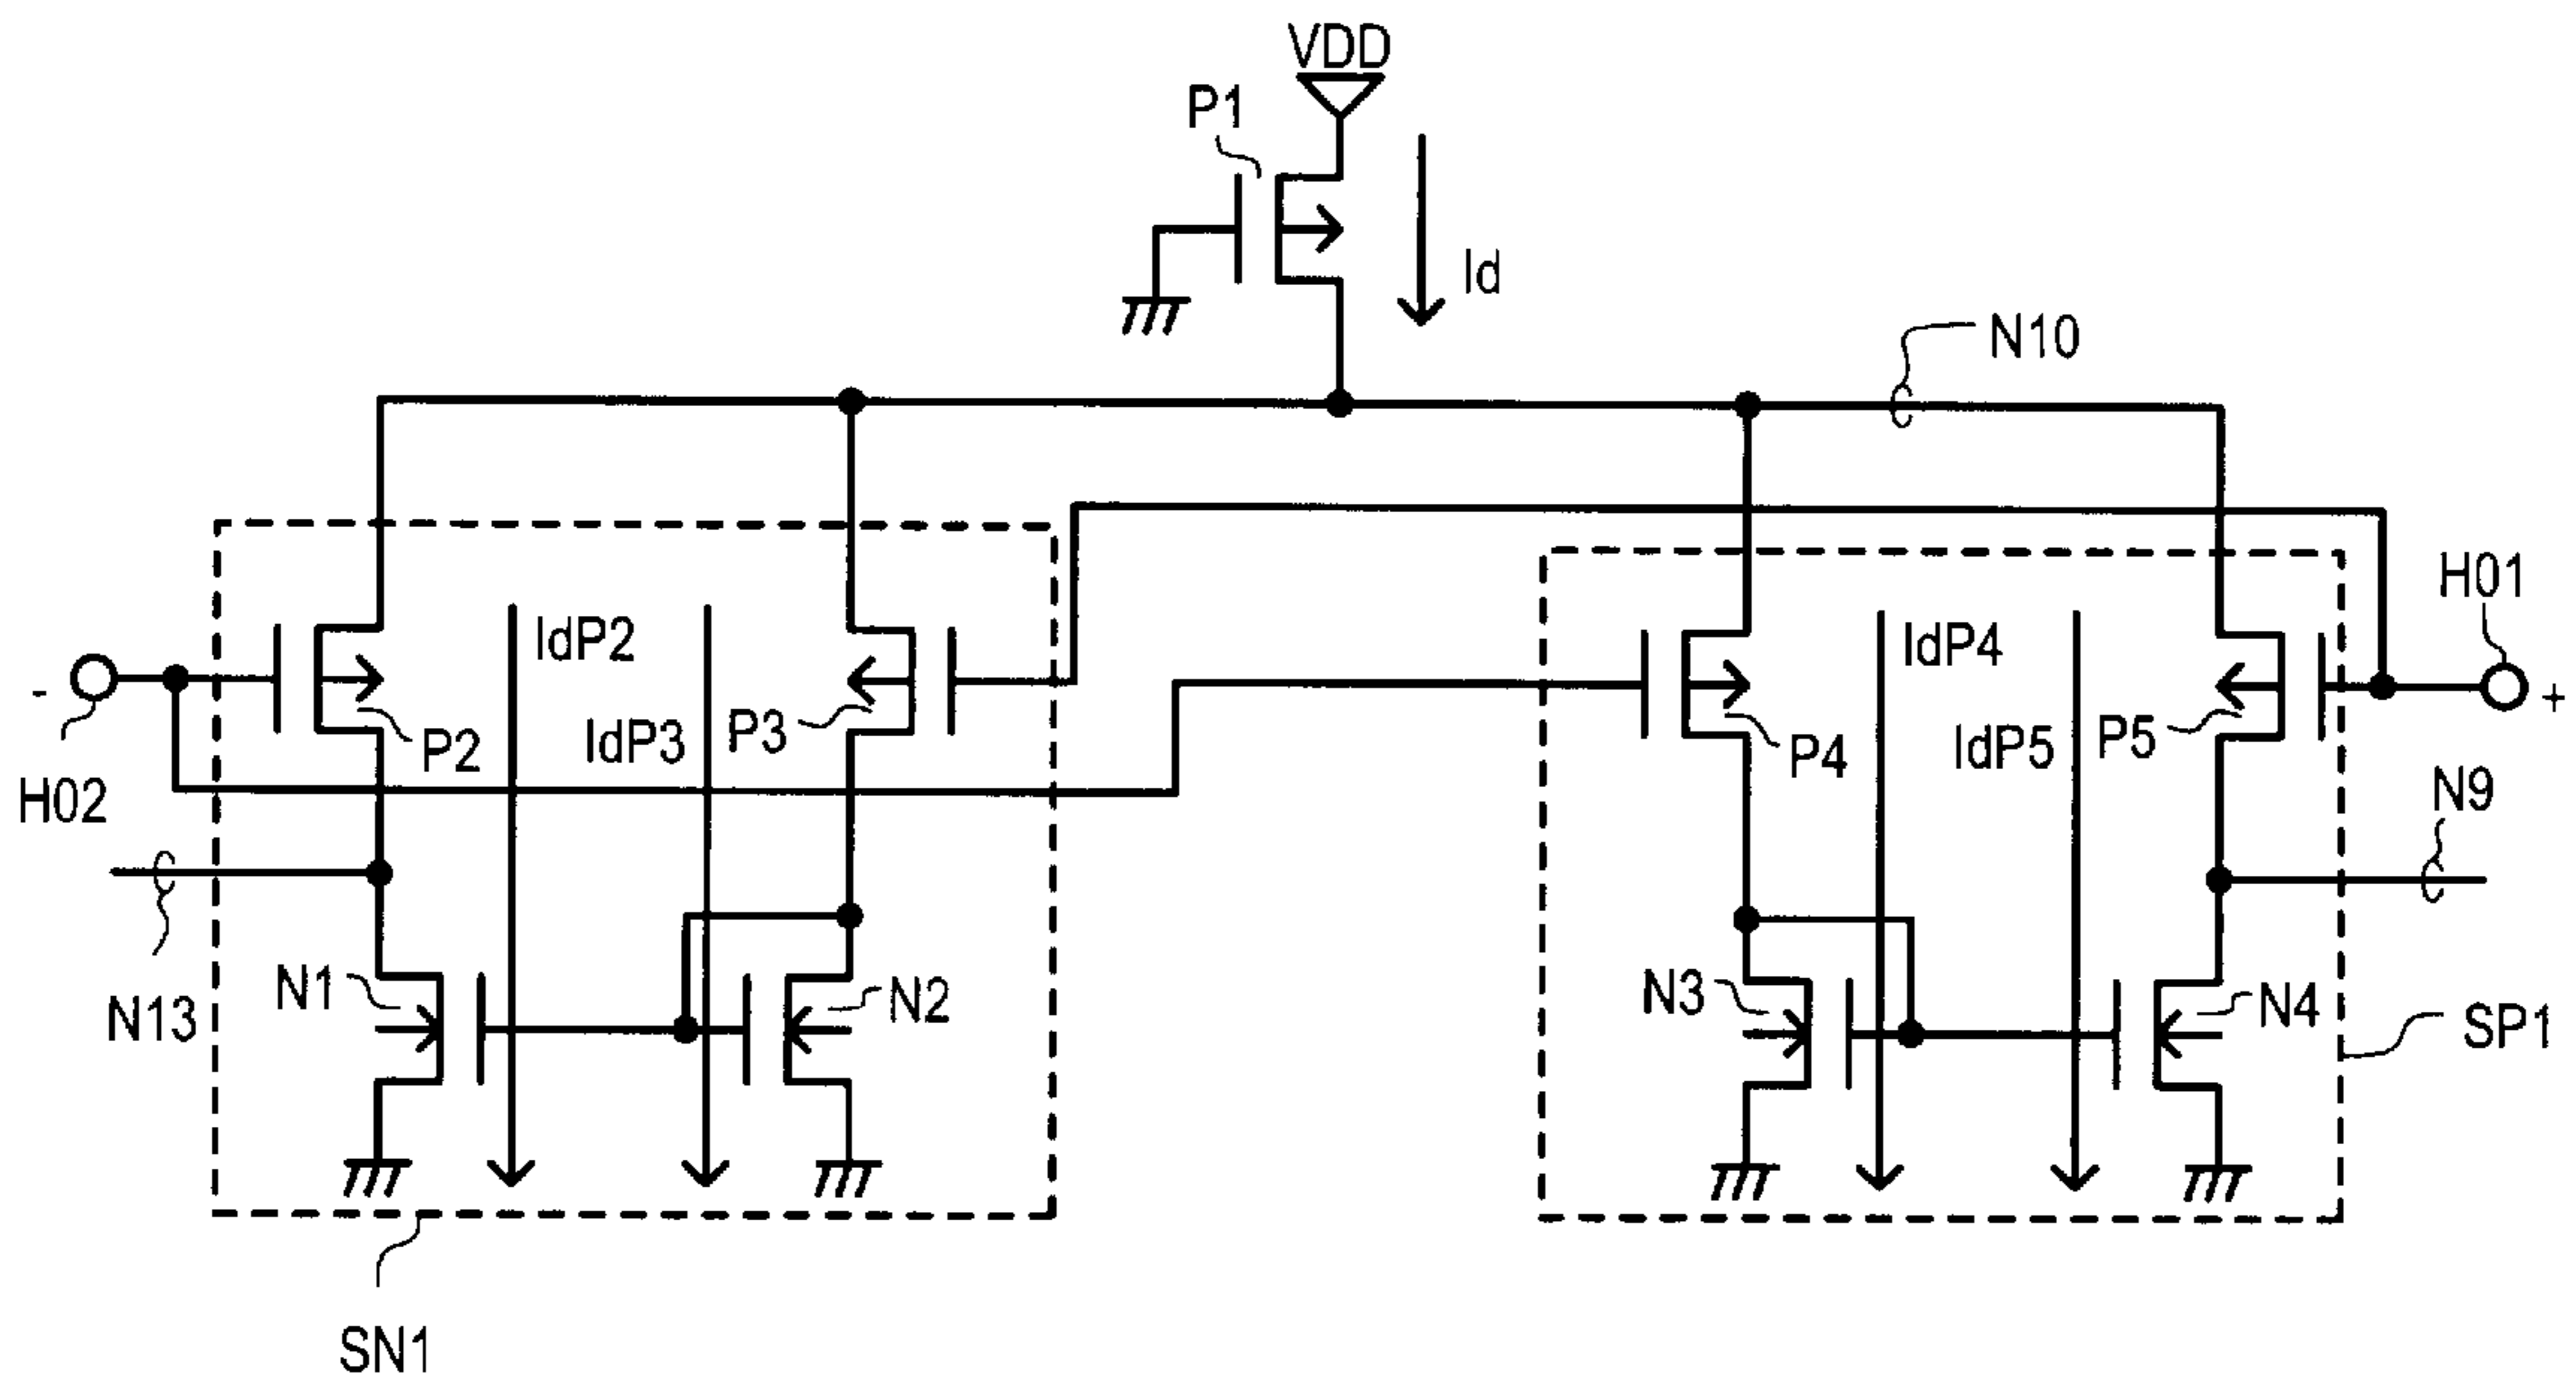 VDD
P1
Id
N10
H01
IdP2
IdP4
-
+
P2
IdP3
P3
P4
IdP5
P5
H02
N9
N1
N2
N3
N4
N13
SP1
SN1